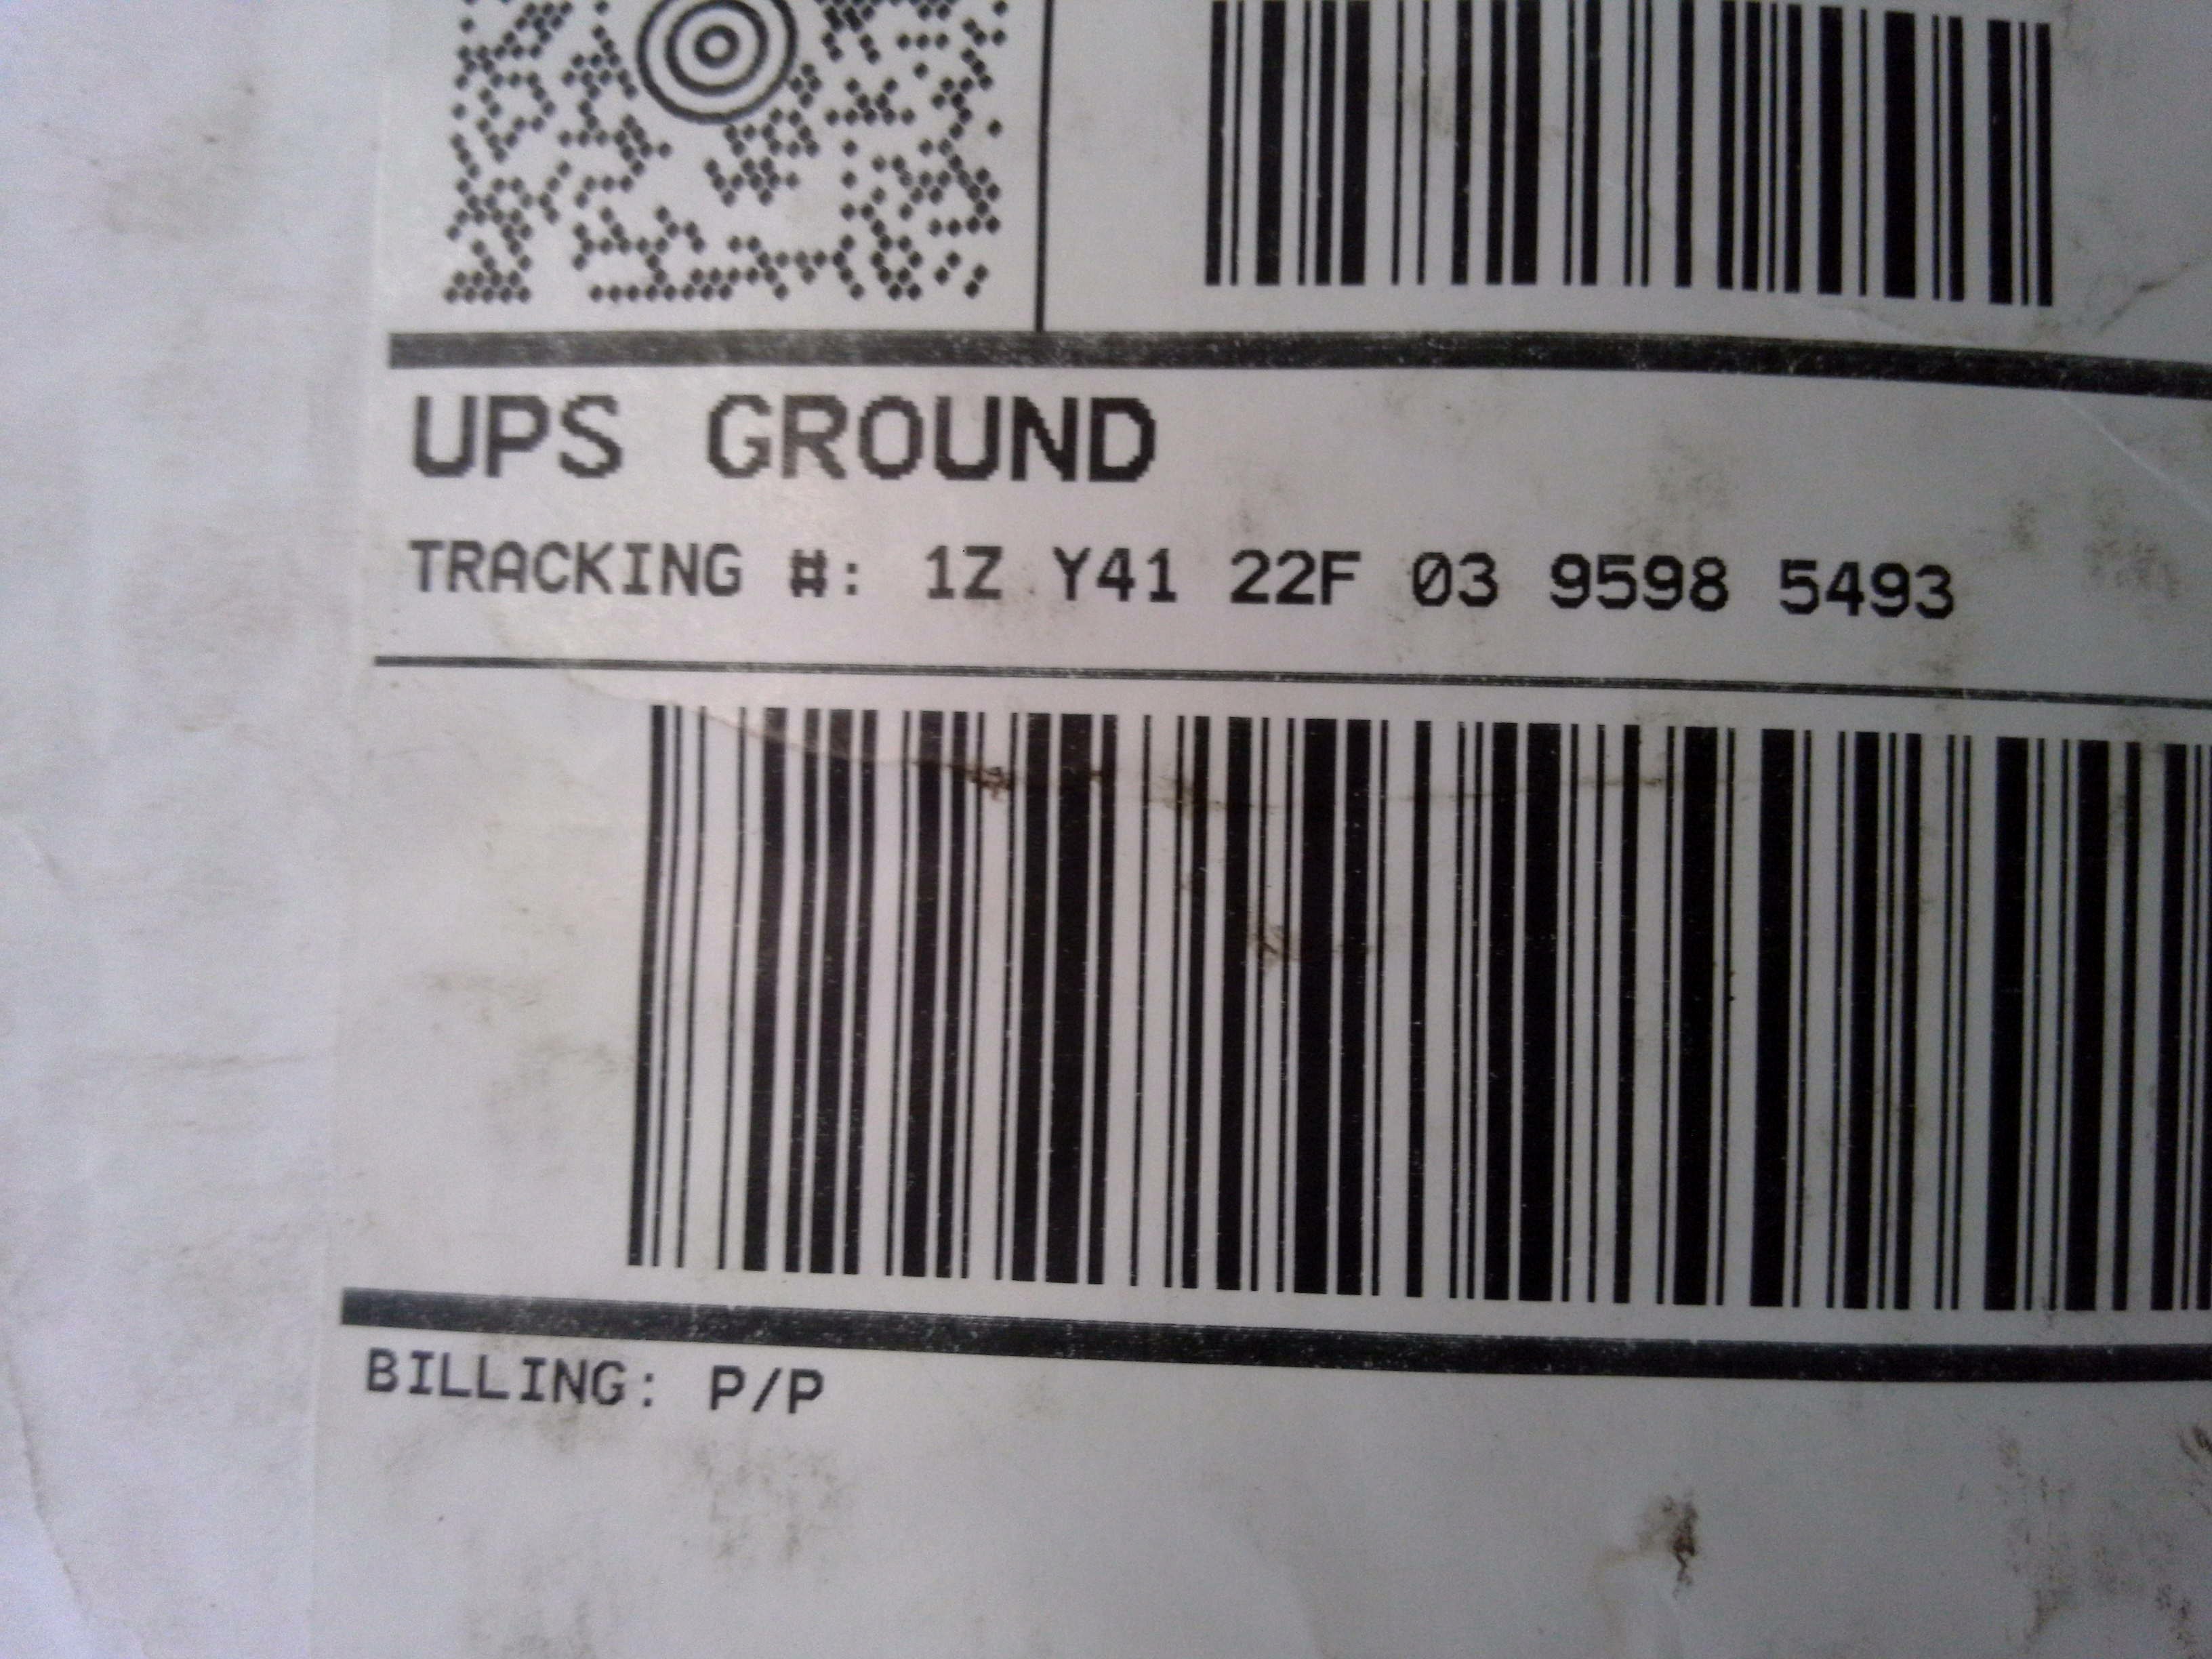 UPS GROUND
TRACKING #: 1Z Y41 22F 03 9598 5493
BILLING: P/P